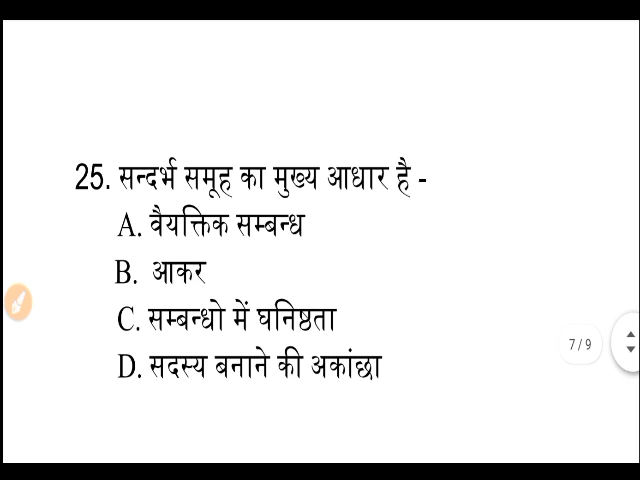 25. सन्दर्भ समूह का मुख्य आधार है -
A. वैयक्तिक सम्बन्ध
B. आकर
C. सम्बन्धो में घनिष्ठता
D. सदस्य बनाने की अकांछा
7/9